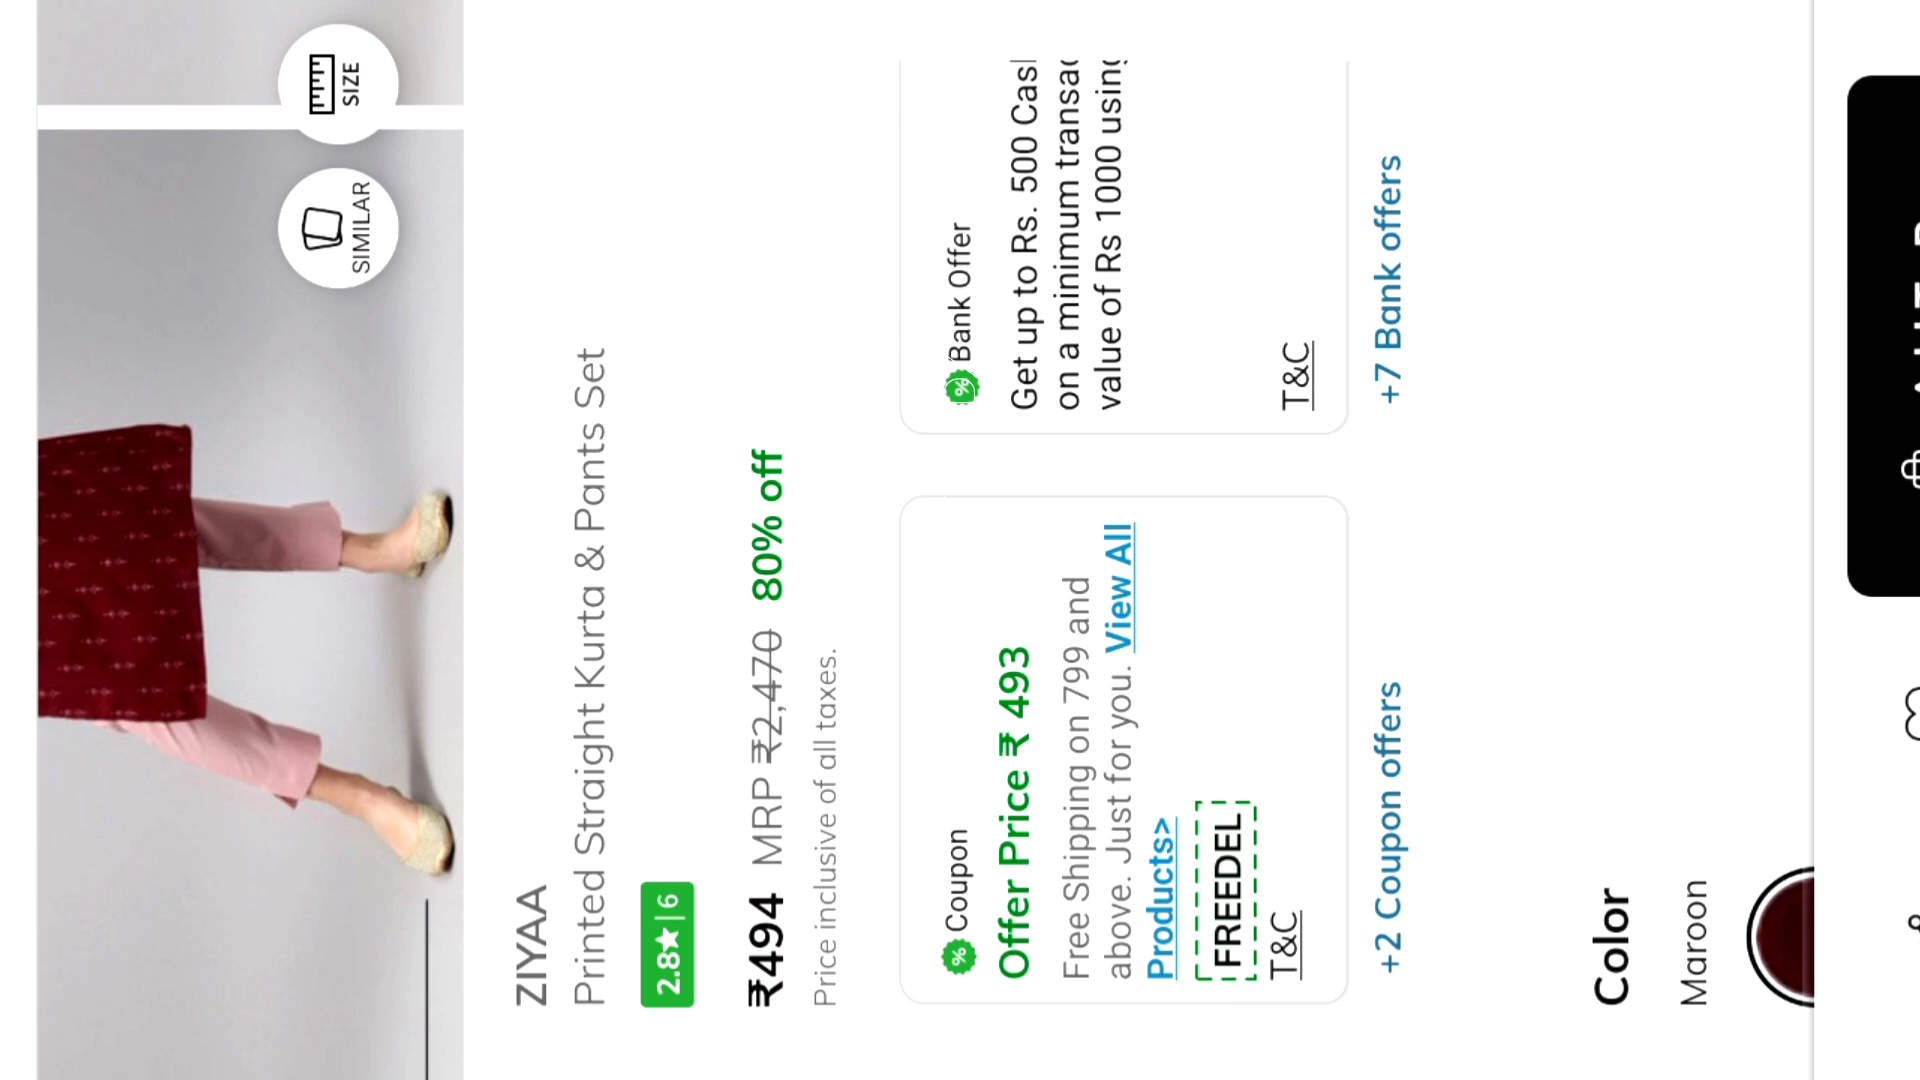 SIMILAR
SIZE
ZIYAA
Printed Straight Kurta & Pants Set
2.8★|6
₹494 MRP ₹2,470 80% off
Price inclusive of all taxes.
Coupon
Offer Price ₹ 493
Free Shipping on 799 and
above. Just for you. View All
Products>
FREEDEL
T&C
+2 Coupon offers
Bank Offer
Get up to Rs. 500
on a minimum
value of Rs 1000 using
T&C
+7 Bank offers
Color
Maroon